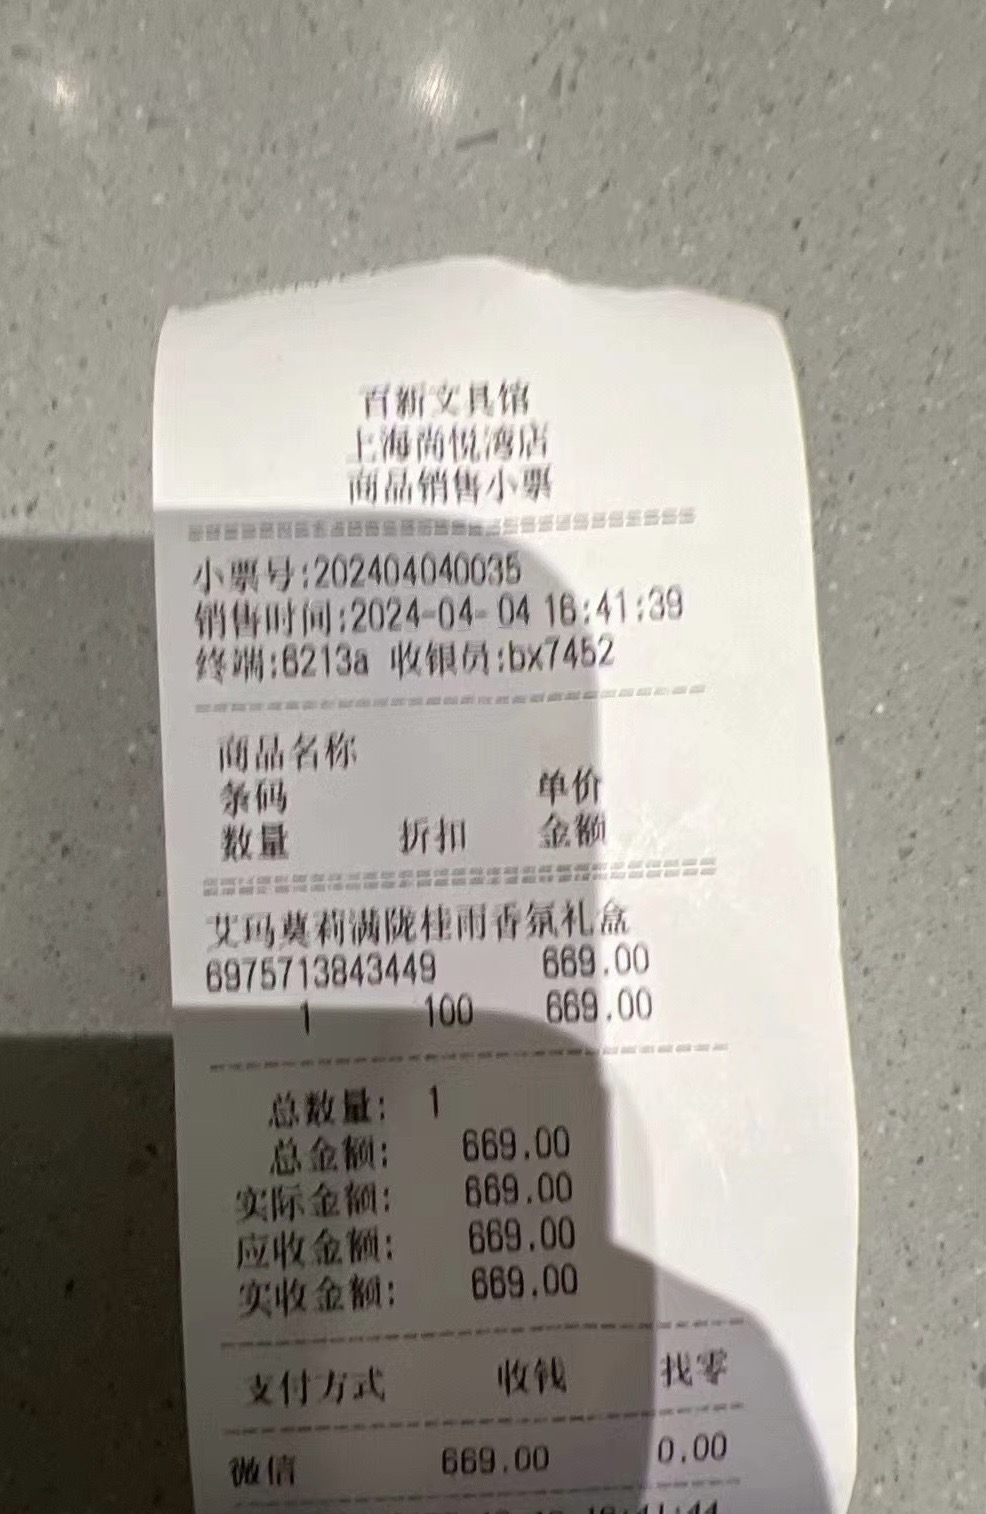 百新文具馆
上海尚悦湾店
商品销售小票
小票号:202404040035
销售时间:2024-04-04 16:41:39
终端:6213a 收银员:bx7452
商品名称
条码 单价
数量 折扣 金额
艾玛莫莉满陇桂雨香氛礼盒
6975713843449 669.00
1 100 669.00
总数量: 1
总金额: 669.00
实际金额: 669.00
应收金额: 669.00
实收金额: 669.00
支付方式 收钱 找零
微信 669.00 0.00